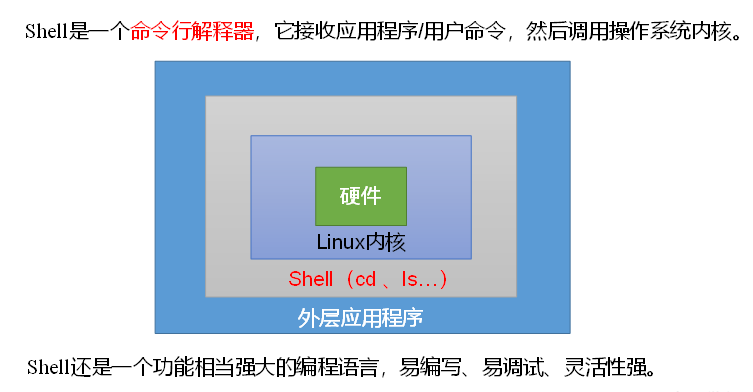 Shell是一个命令行解释器，它接收应用程序/用户命令，然后调用操作系统内核。
硬件
Linux内核
Shell（cd 、ls…）
外层应用程序
Shell还是一个功能相当强大的编程语言，易编写、易调试、灵活性强。